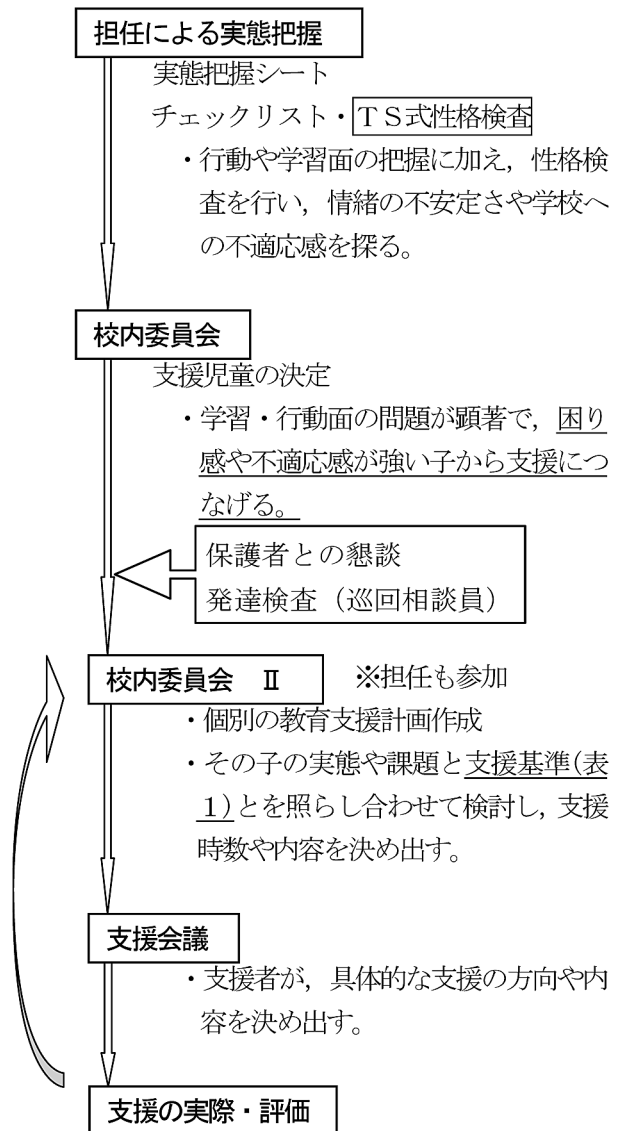 担任による実態把握
実態把握シート
チェックリスト・ＴＳ式性格検査
・行動や学習面の把握に加え，性格検
査を行い，情緒の不安定さや学校へ
の不適応感を探る。
校内委員会
支援児童の決定
・学習・行動面の問題が顕著で，困り
感や不適応感が強い子から支援につ
なげる。
保護者との懇談
発達検査（巡回相談員）
校内委員会　Ⅱ　※担任も参加
・個別の教育支援計画作成
・その子の実態や課題と支援基準(表
１)とを照らし合わせて検討し，支援
時数や内容を決め出す。
支援会議
・支援者が，具体的な支援の方向や内
容を決め出す。
支援の実際・評価